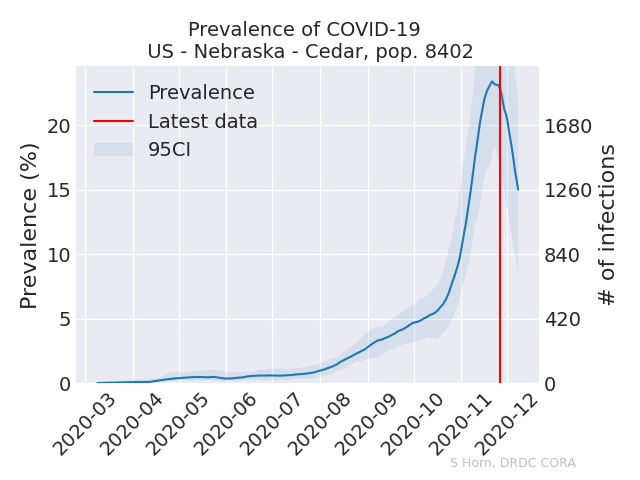 Prevalence of COVID-19
US - Nebraska - Cedar, pop. 8402
Prevalence
Latest data
95CI
Prevalence (%)
20
15
10
5
0
1680
1260
840
420
0
# of infections
2020-03
2020-04
2020-05
2020-06
2020-07
2020-08
2020-09
2020-10
2020-11
2020-12
S Horn, DRDC CORA